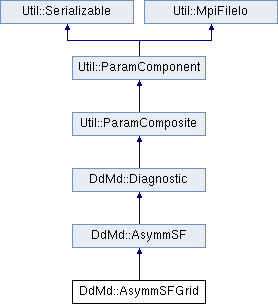 Util::Serializable
Util::MpiFileIo
Util::ParamComponent
Util::ParamComposite
DdMd::Diagnostic
DdMd::AsymmSF
DdMd::AsymmSFGrid